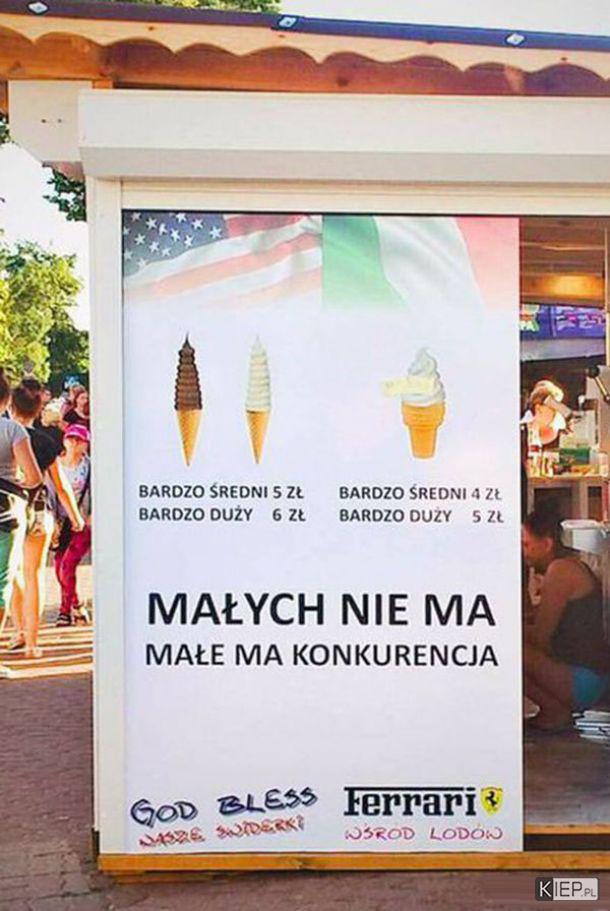 BARDZO ŚREDNI 5 ZŁ
BARDZO DUŻY 6 ZŁ
BARDZO ŚREDNI 4 ZŁ
BARDZO DUŻY 5 ZŁ
MAŁYCH NIE MA
MAŁE MA KONKURENCJA
GOD BLESS
NASZE ŚWIDERKI
Ferrari
WŚROD LODÓW
KIEP.PL